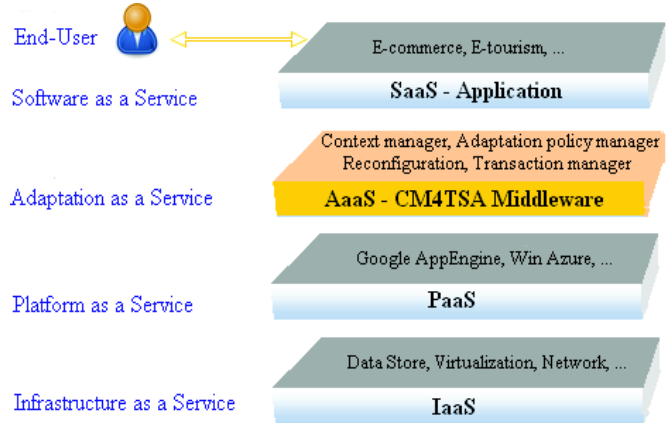 End-User
E-commerce, E-tourism, ...
Software as a Service
SaaS - Application
Context manager, Adaptation policy manager
Reconfiguration, Transaction manager
Adaptation as a Service
AaaS - CM4TSA Middleware
Google AppEngine, Win Azure, ...
Platform as a Service
PaaS
Data Store, Virtualization, Network, ...
Infrastructure as a Service
IaaS